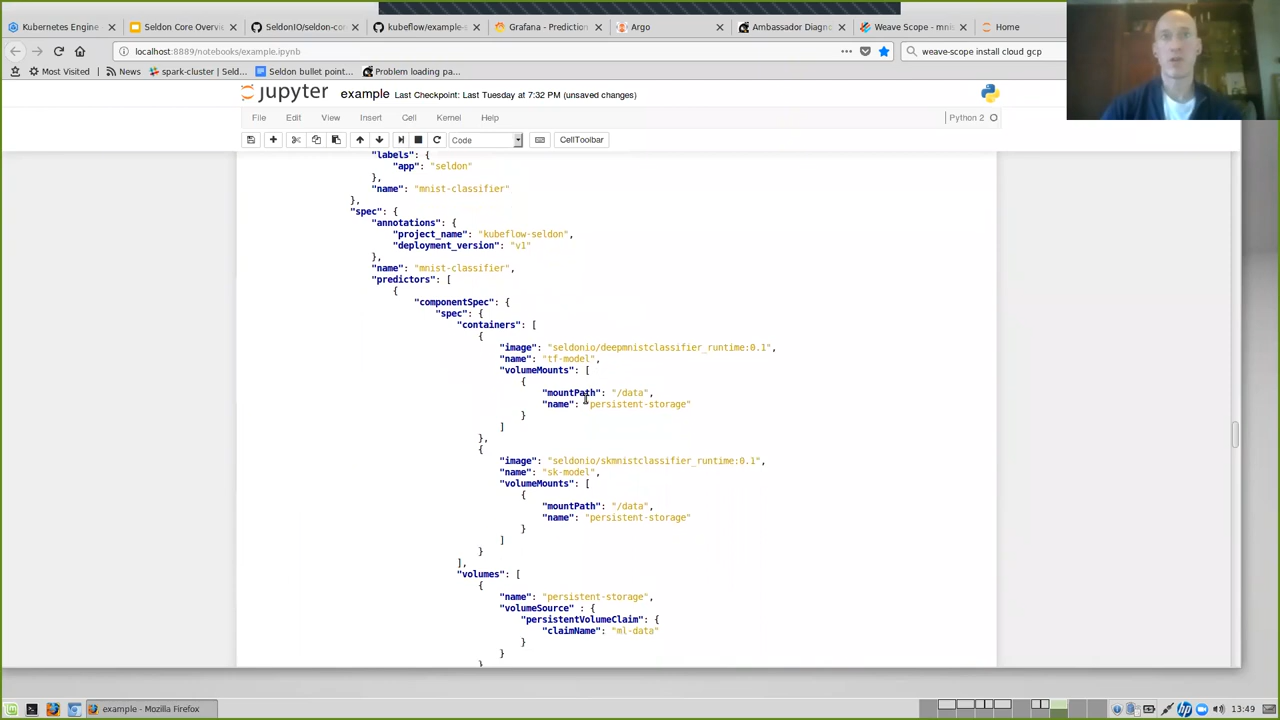 Kubernetes Engine
Seldon Core Overvi
SeldonIO/seldon-co
kubeflow/example-s
Grafana - Prediction
Argo
Ambassador Diagno
Weave Scope - mni
Home
localhost:8889/notebooks/example.ipynb
weave-scope install cloud gcp
Most Visited
News
spark-cluster | Seld...
Seldon bullet point...
Problem loading pa...
jupyter example Last Checkpoint: Last Tuesday at 7:32 PM (unsaved changes)
File Edit View Insert Cell Kernel Help
Python 2
Code
CellToolbar
"labels": {
"app": "seldon"
},
"name": "mnist-classifier"
},
"spec": {
"annotations": {
"project_name": "kubeflow-seldon",
"deployment_version": "v1"
},
"name": "mnist-classifier",
"predictors": [
{
"componentSpec": {
"spec": {
"containers": [
{
"image": "seldonio/deepmnistclassifier_runtime:0.1",
"name": "tf-model",
"volumeMounts": [
{
"mountPath": "/data",
"name": "persistent-storage"
}
]
},
{
"image": "seldonio/skmnistclassifier_runtime:0.1",
"name": "sk-model",
"volumeMounts": [
{
"mountPath": "/data",
"name": "persistent-storage"
}
]
}
],
"volumes": [
{
"name": "persistent-storage",
"volumeSource" : {
"persistentVolumeClaim": {
"claimName": "ml-data"
}
}
}
example - Mozilla Firefox
13:49